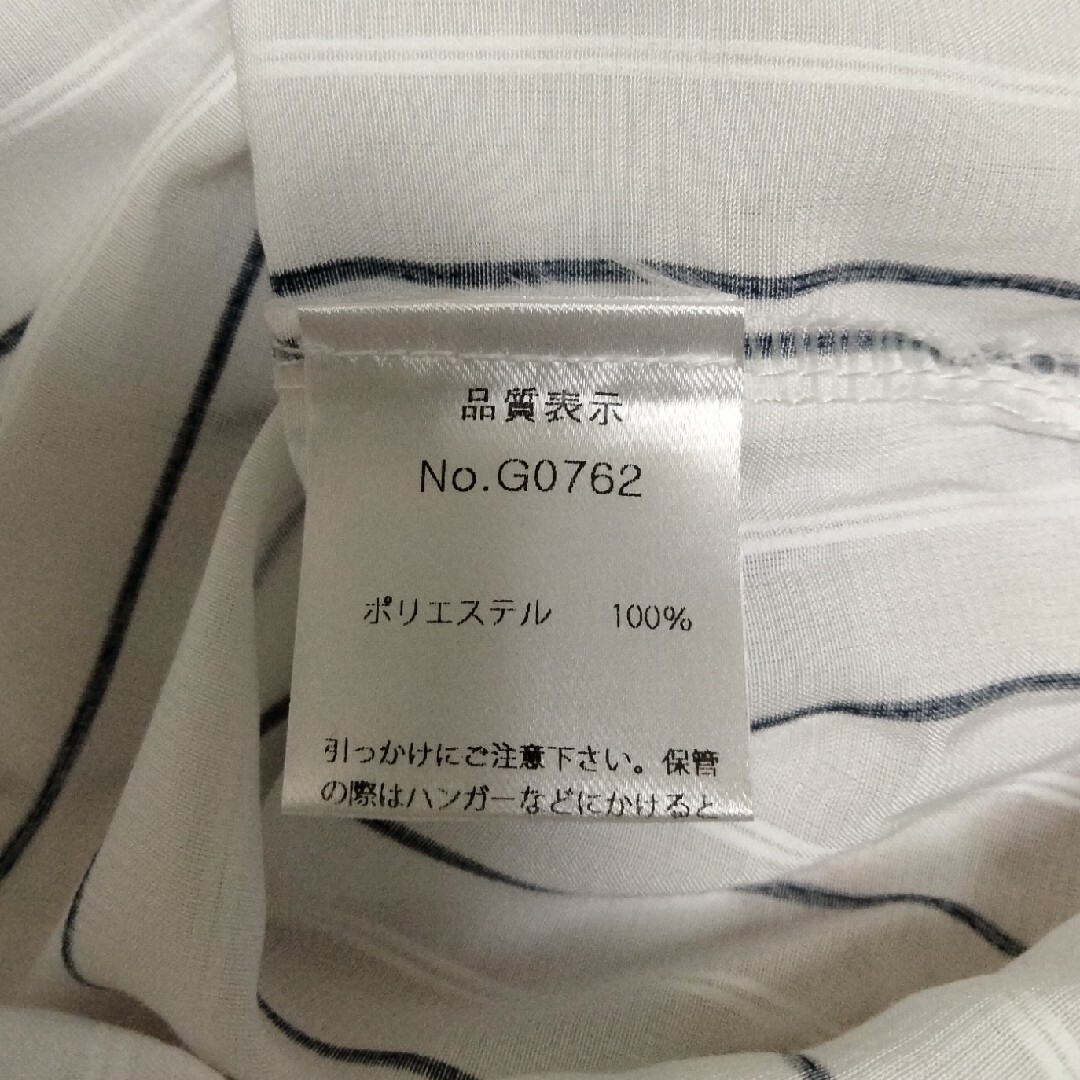 品質表示
No.G0762
ポリエステル 100%
引っかけにご注意下さい。保管
の際はハンガーなどにかけると